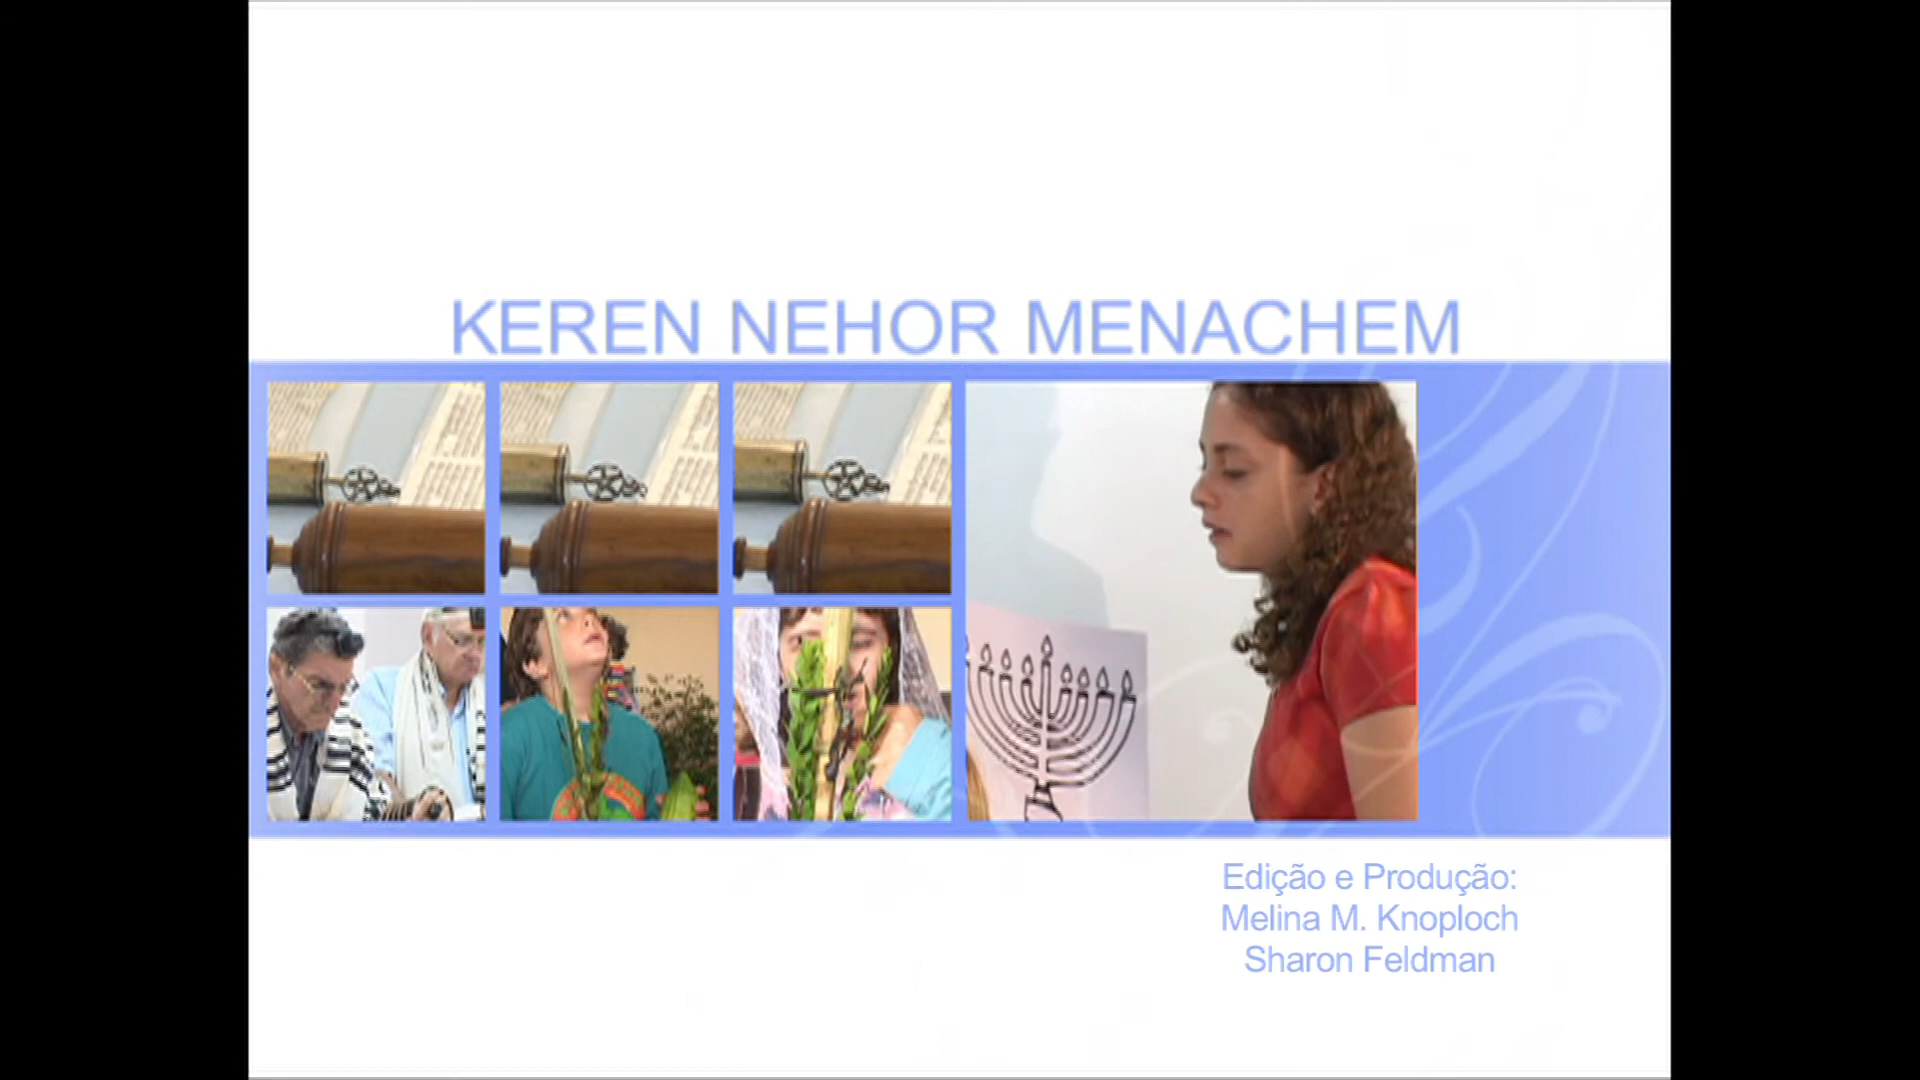 KEREN NEHOR MENACHEM
Edição e Produção:
Melina M. Knoploch
Sharon Feldman